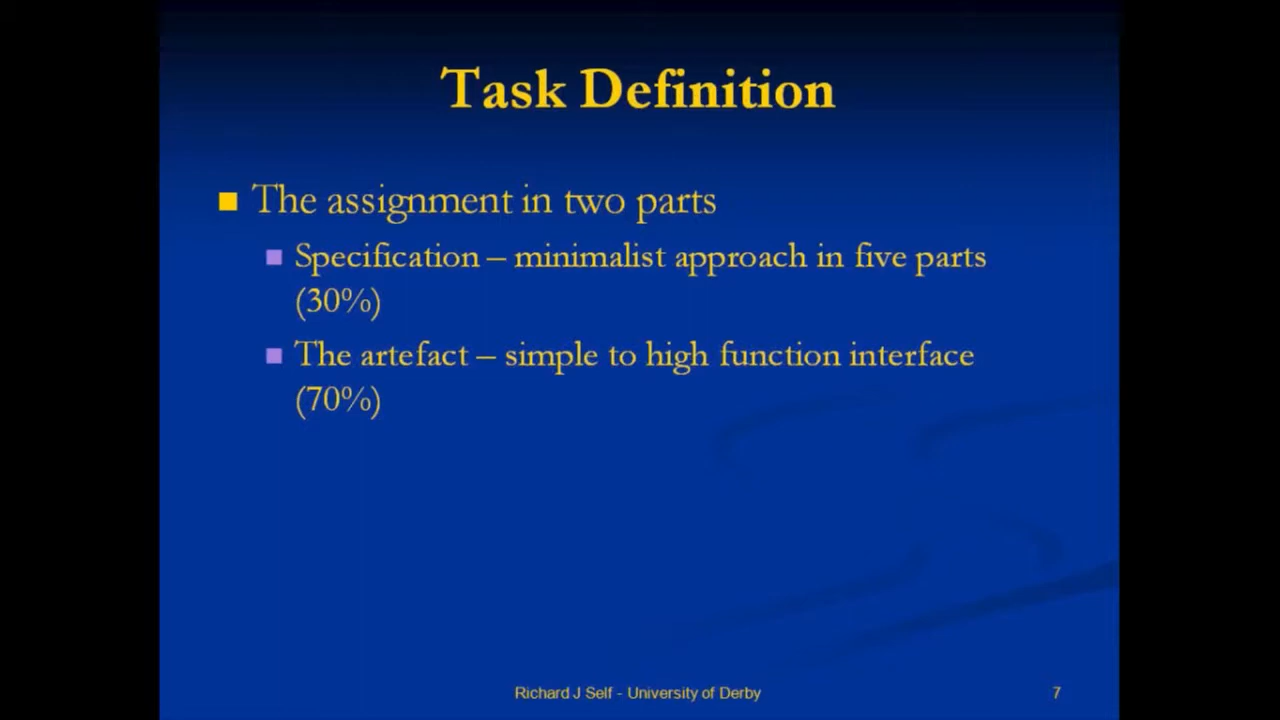 Task Definition
The assignment in two parts
Specification – minimalist approach in five parts
(30%)
The artefact – simple to high function interface
(70%)
Richard J Self - University of Derby
7